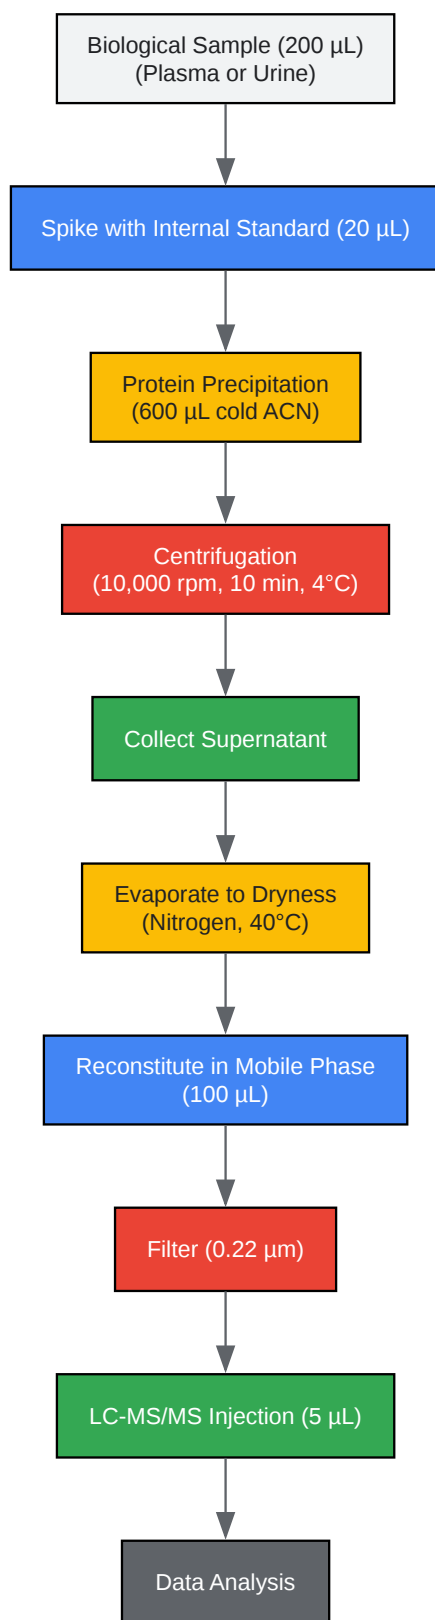 Biological Sample (200 µL)
(Plasma or Urine)
Spike with Internal Standard (20 µL)
Protein Precipitation
(600 µL cold ACN)
Centrifugation
(10,000 rpm, 10 min, 4°C)
Collect Supernatant
Evaporate to Dryness
(Nitrogen, 40°C)
Reconstitute in Mobile Phase
(100 µL)
Filter (0.22 µm)
LC-MS/MS Injection (5 µL)
Data Analysis